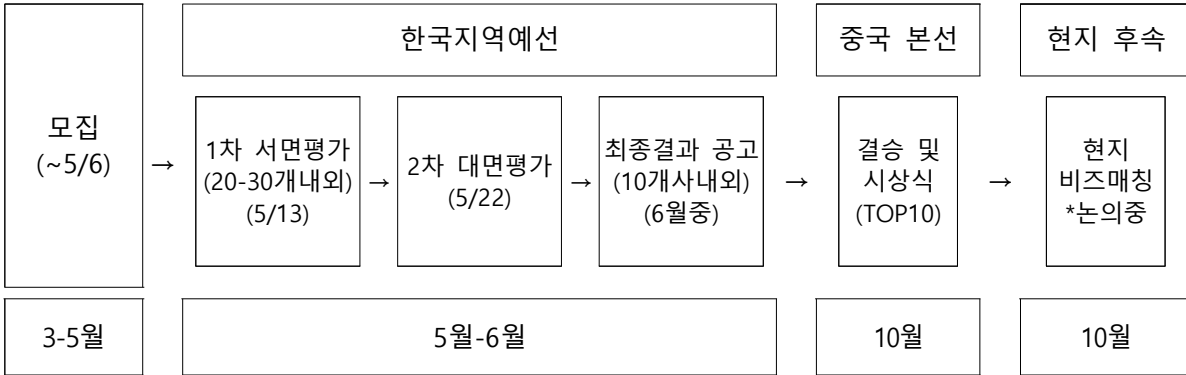 한국지역예선
중국 본선
현지 후속
모집
(~5/6)
→
1차 서면평가
(20-30개내외)
(5/13)
→
2차 대면평가
(5/22)
→
최종결과 공고
(10개사내외)
(6월중)
→
결승 및
시상식
(TOP10)
→
현지
비즈매칭
*논의중
3-5월
5월-6월
10월
10월